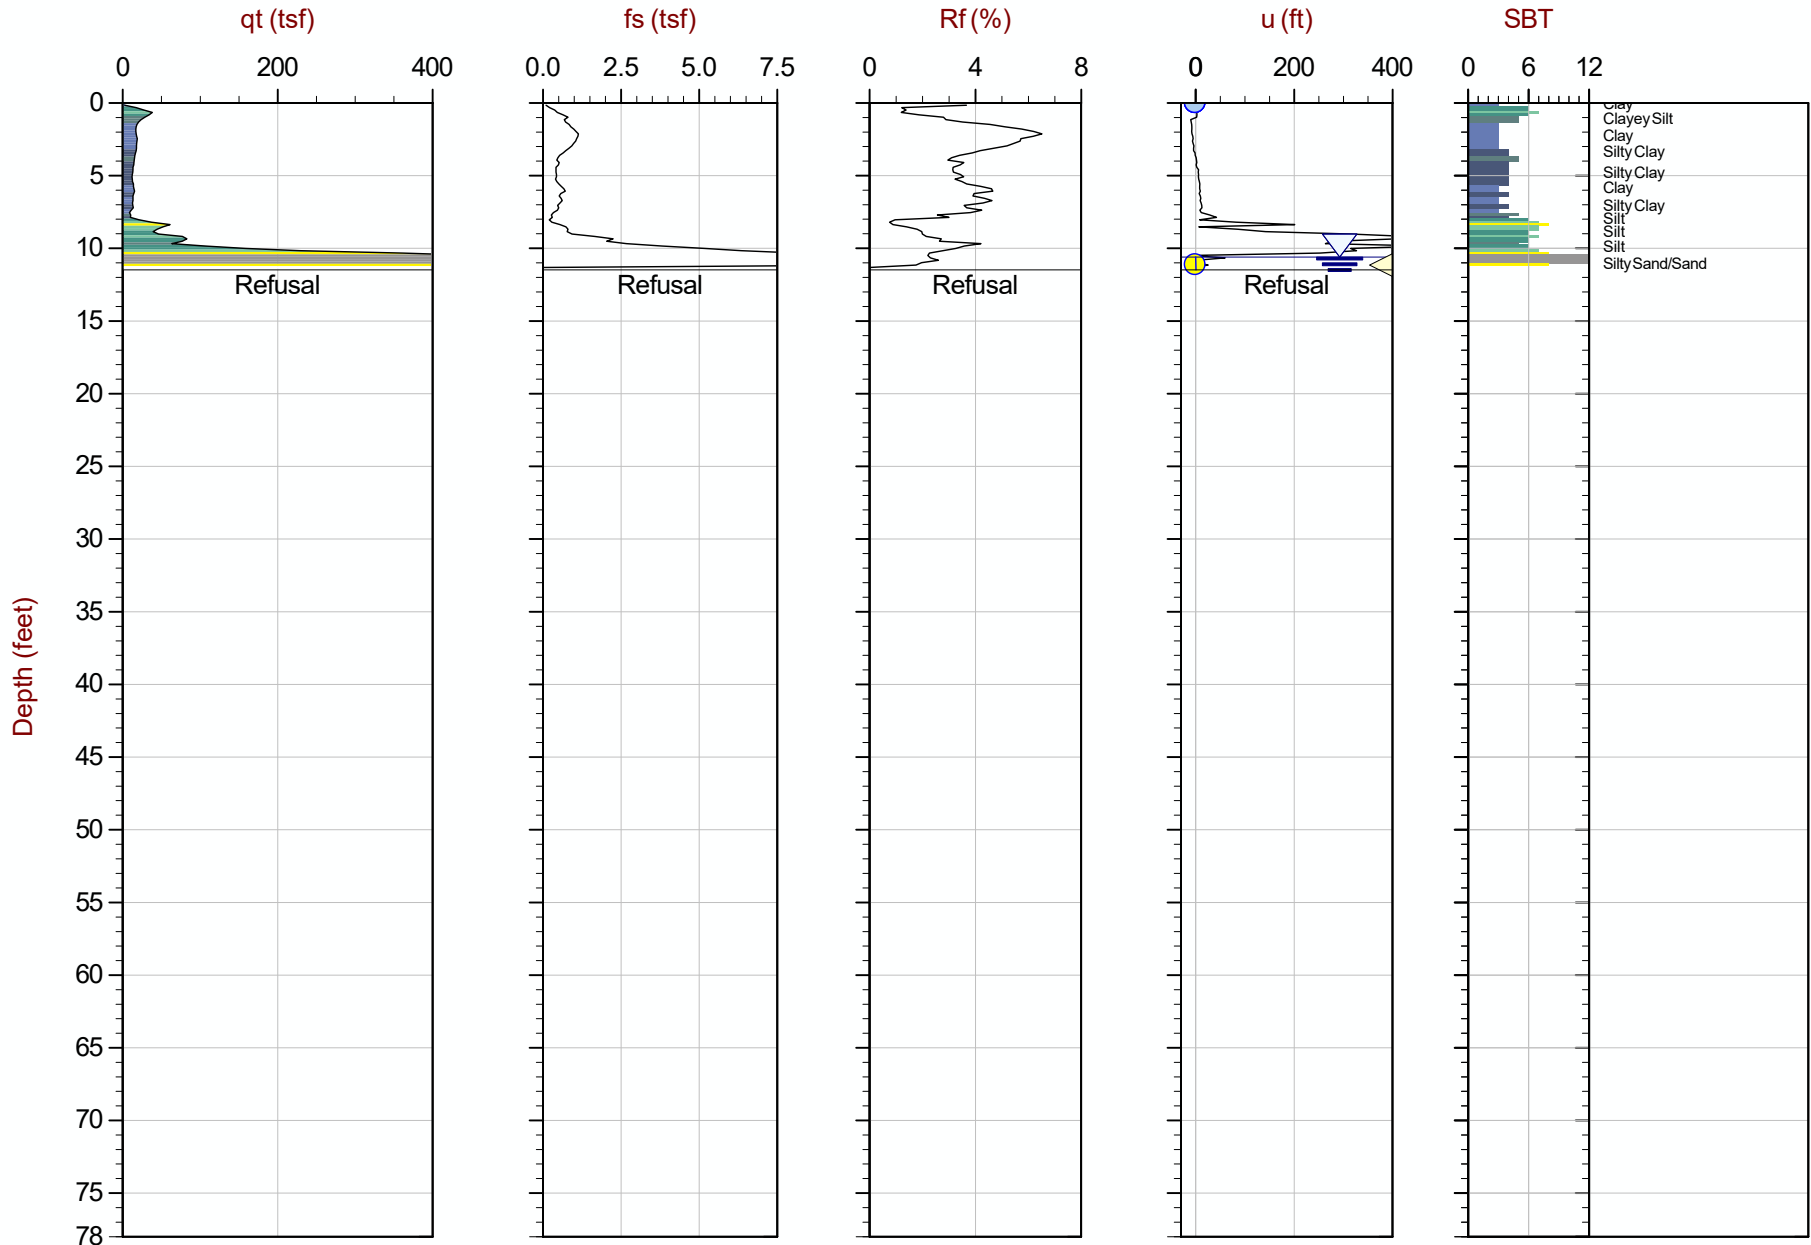 qt (tsf) fs (tsf) Rf (%) u (ft) SBT
0 200 400 0.0 2.5 5.0 7.5 0 4 8 0 200 400 0 6 12
0
5
10
15
20
25
30
35
40
45
50
55
60
65
70
75
78
Depth (feet)
Clay
Clayey Silt
Clay
Silty Clay
Silty Clay
Clay
Silty Clay
Silt
Silt
Silt
Silty Sand/Sand
Refusal Refusal Refusal Refusal